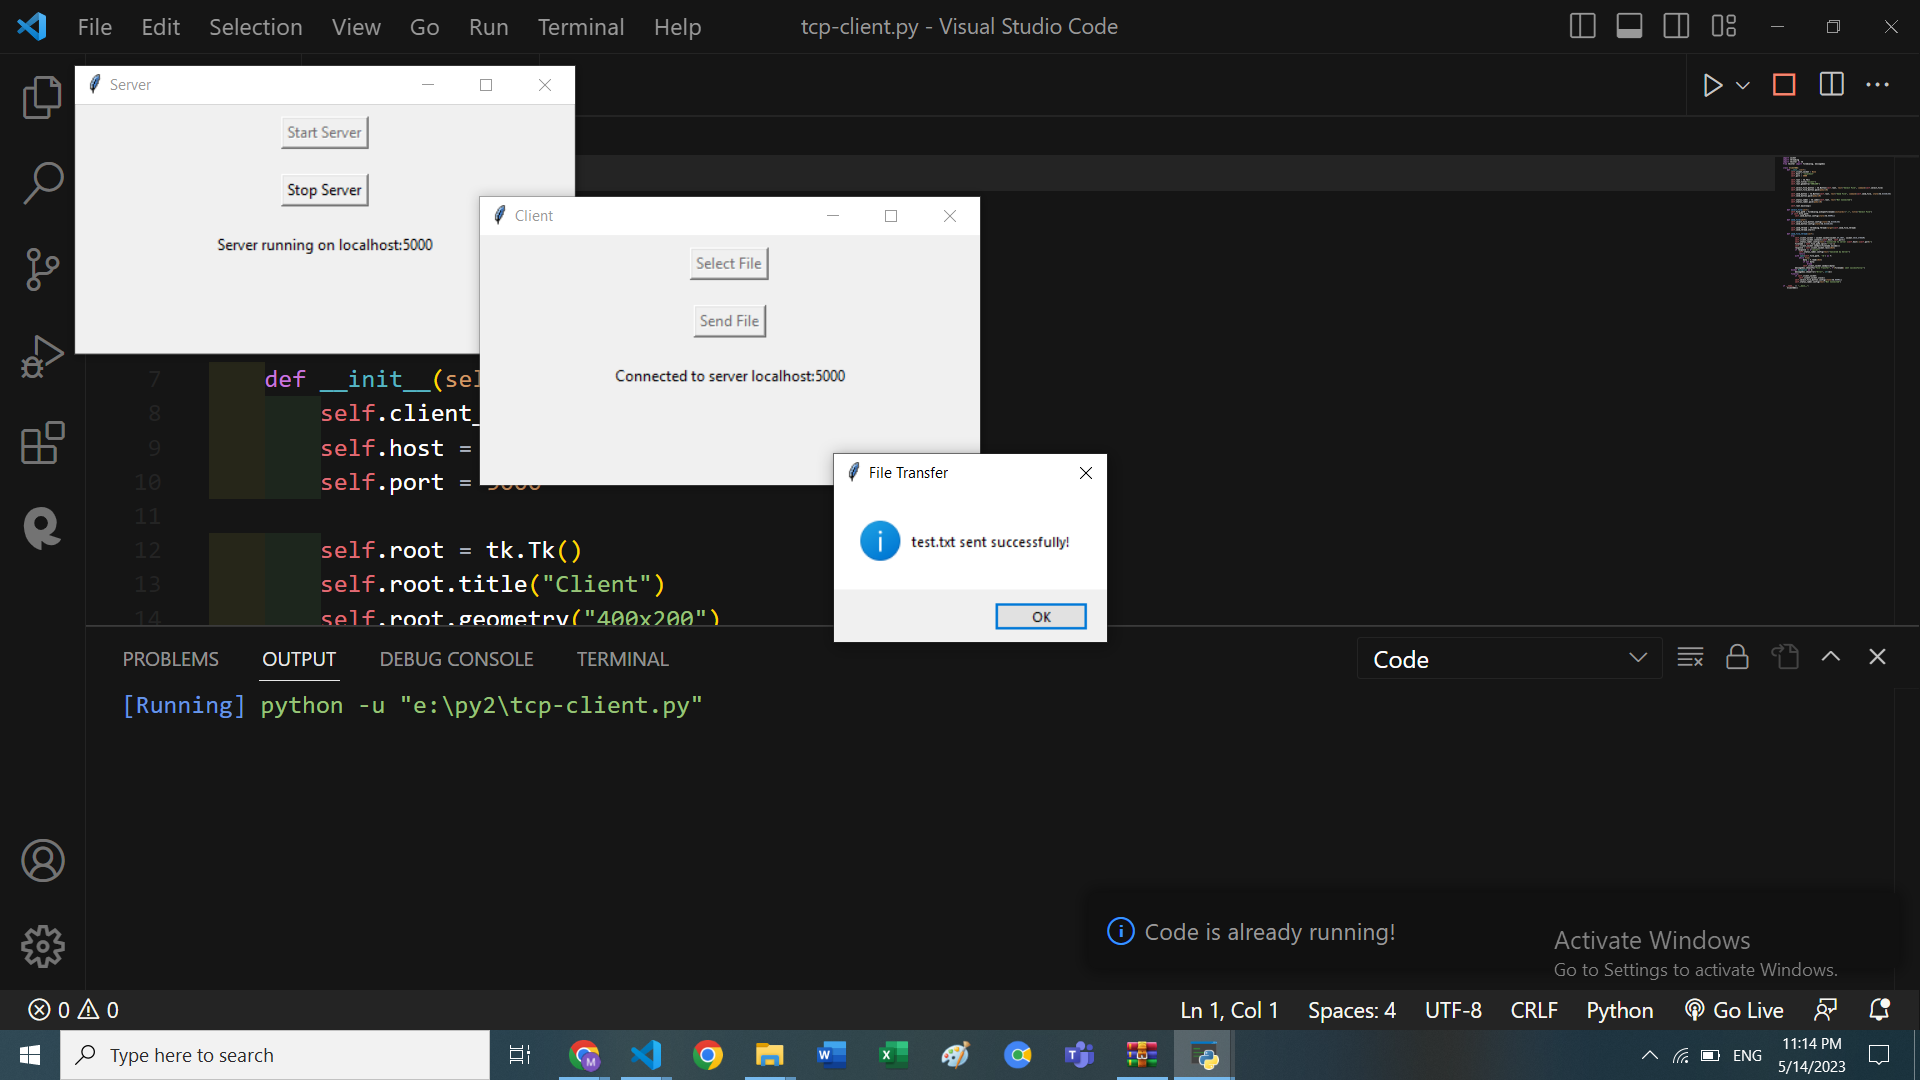 File Edit Selection View Go Run Terminal Help
tcp-client.py - Visual Studio Code
Server
Start Server
Stop Server
Server running on localhost:5000
Client
Select File
Send File
Connected to server localhost:5000
File Transfer
test.txt sent successfully!
OK
7 def __init__(sel
8 self.client_
9 self.host =
10 self.port =
11
12 self.root = tk.Tk()
13 self.root.title("Client")
14 self.root.geometry("400x200")
PROBLEMS OUTPUT DEBUG CONSOLE TERMINAL
Code
[Running] python -u "e:\py2\tcp-client.py"
Code is already running!
Activate Windows
Go to Settings to activate Windows.
0 0
Ln 1, Col 1 Spaces: 4 UTF-8 CRLF Python Go Live
Type here to search
ENG
11:14 PM
5/14/2023